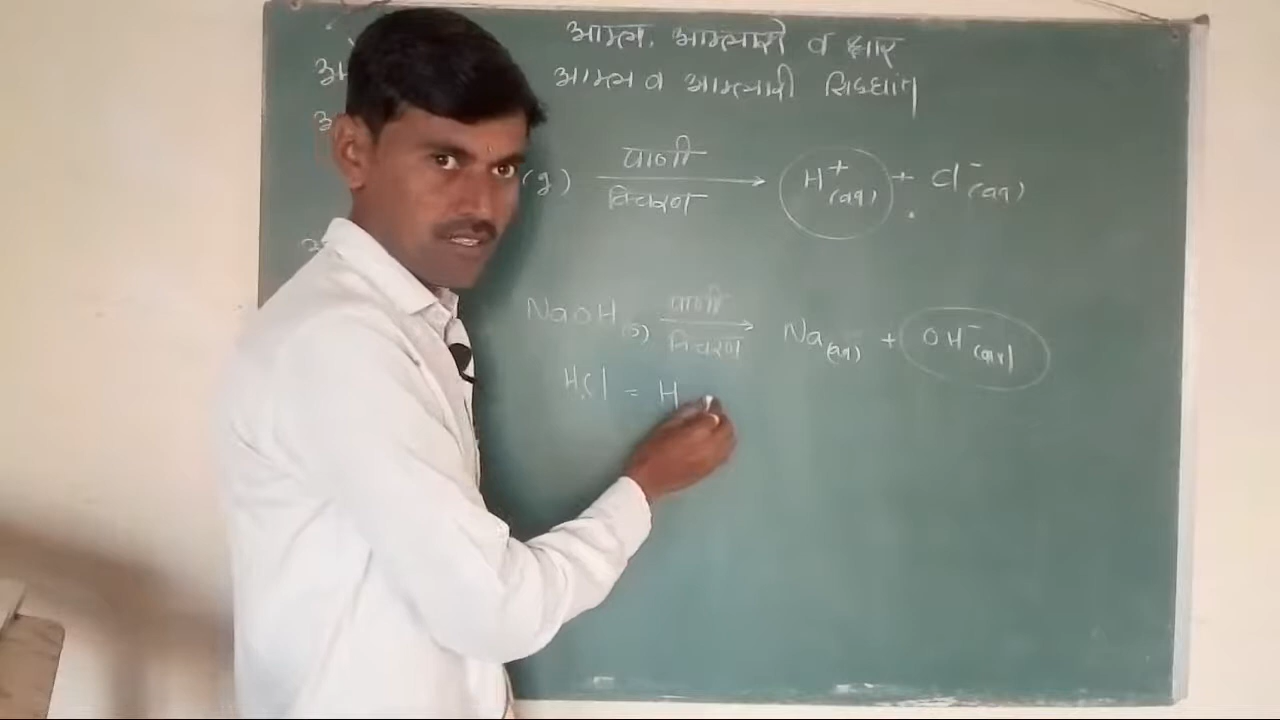 आम्ल, आम्लारी व क्षार
आम्ल व आम्लारी सिद्धांत
(g) पाणी / विचरण → H⁺(aq) + Cl⁻(aq)
NaOH(s) पाणी / विचरण → Na(aq) + OH⁻(aq)
HCl = H